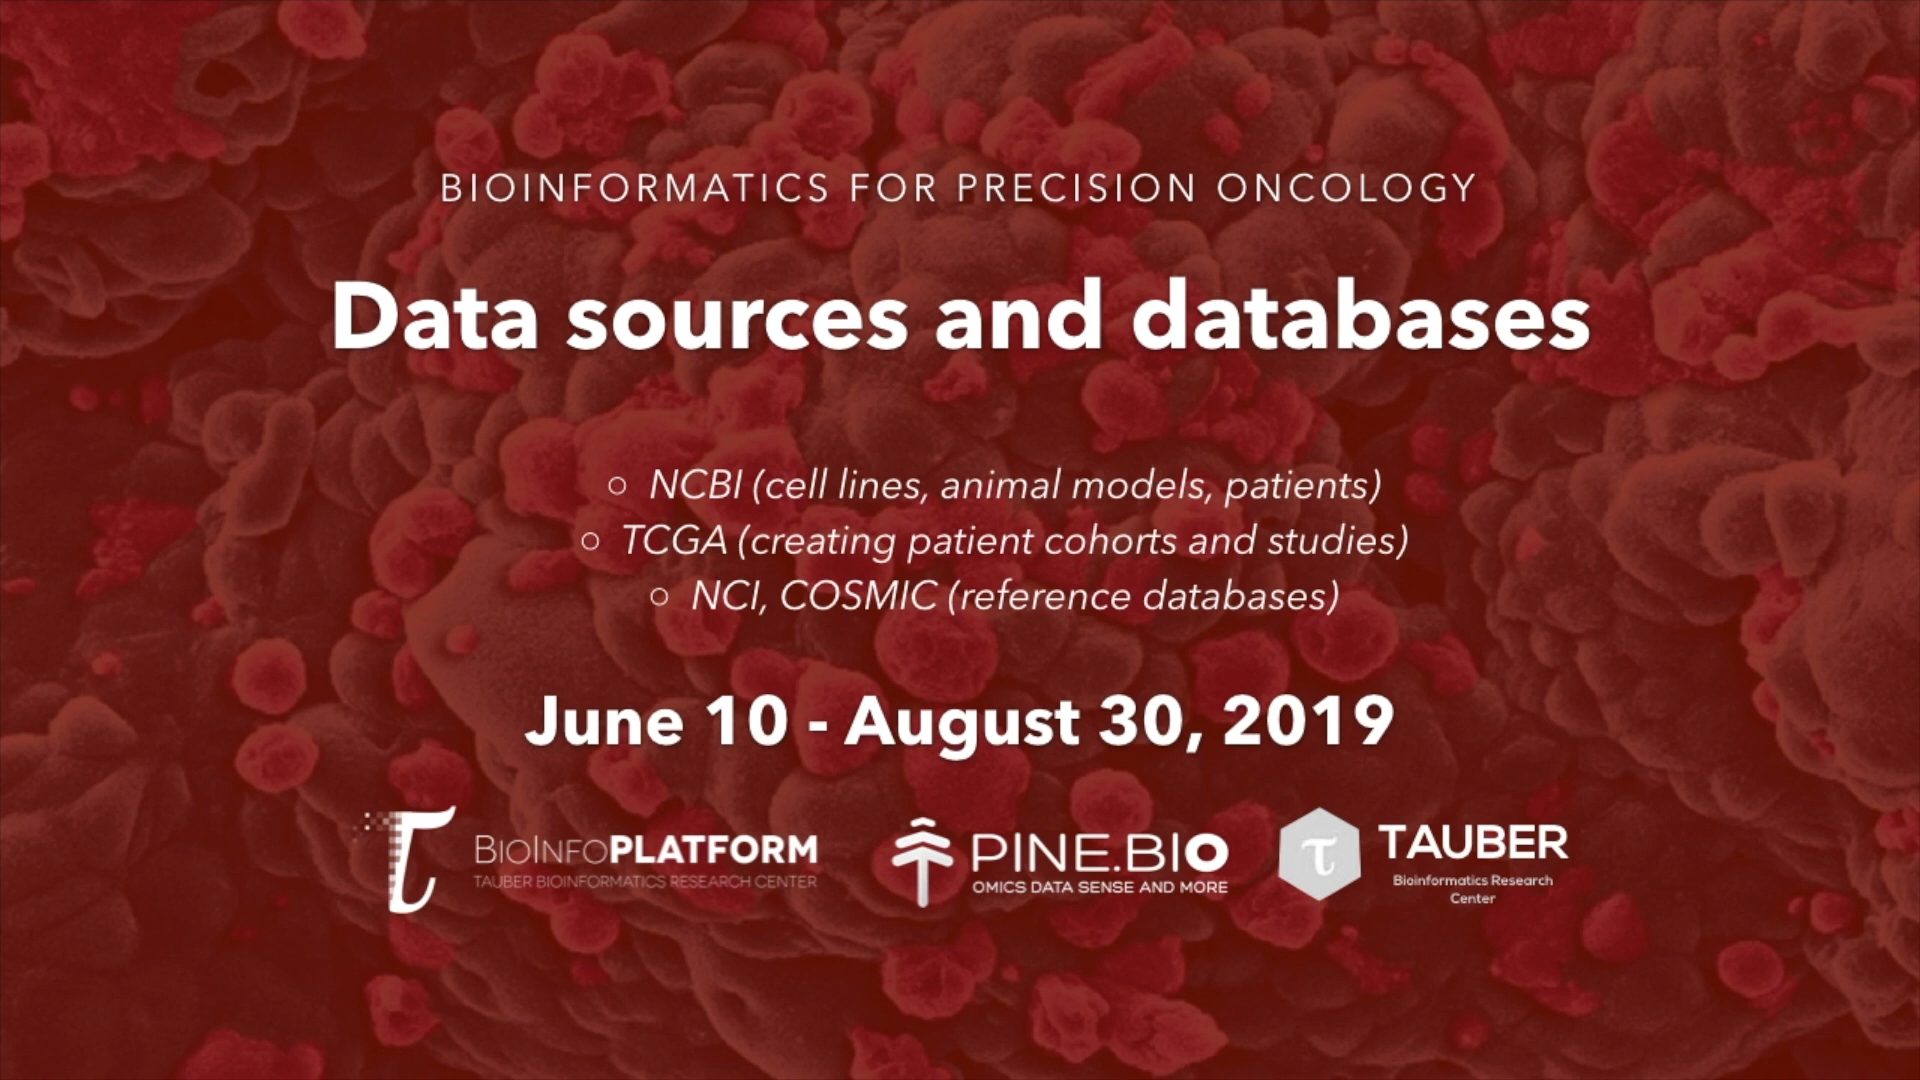 BIOINFORMATICS FOR PRECISION ONCOLOGY
Data sources and databases
○ NCBI (cell lines, animal models, patients)
○ TCGA (creating patient cohorts and studies)
○ NCI, COSMIC (reference databases)
June 10 - August 30, 2019
BIOINFOPLATFORM
TAUBER BIOINFORMATICS RESEARCH CENTER
PINE.BIO
OMICS DATA SENSE AND MORE
τ
TAUBER
Bioinformatics Research
Center